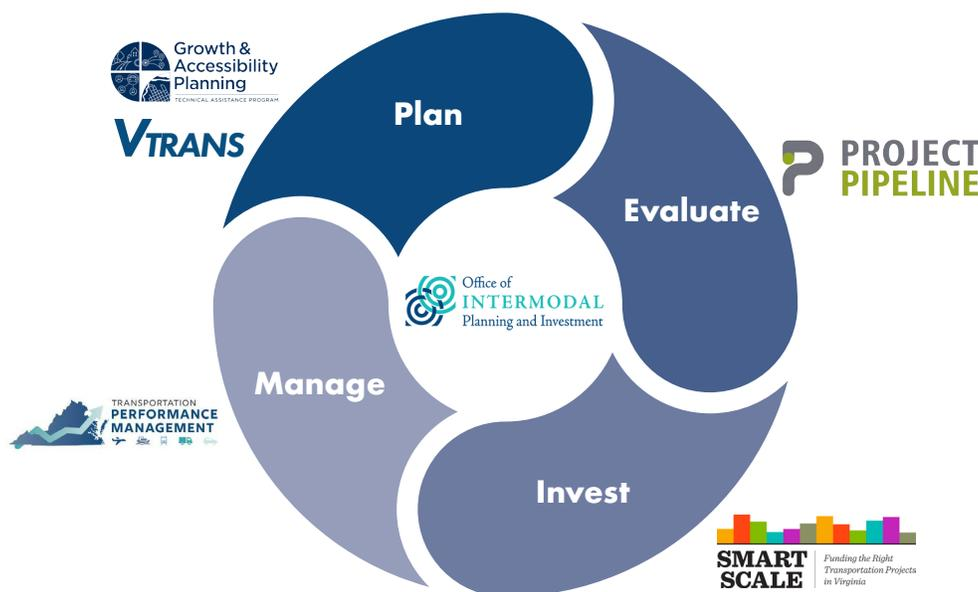 Growth &
Accessibility
Planning
TECHNICAL ASSISTANCE PROGRAM
VTRANS
Plan
PROJECT
PIPELINE
Evaluate
Office of
INTERMODAL
Planning and Investment
Manage
TRANSPORTATION
PERFORMANCE
MANAGEMENT
Invest
SMART
SCALE
Funding the Right
Transportation Projects
in Virginia